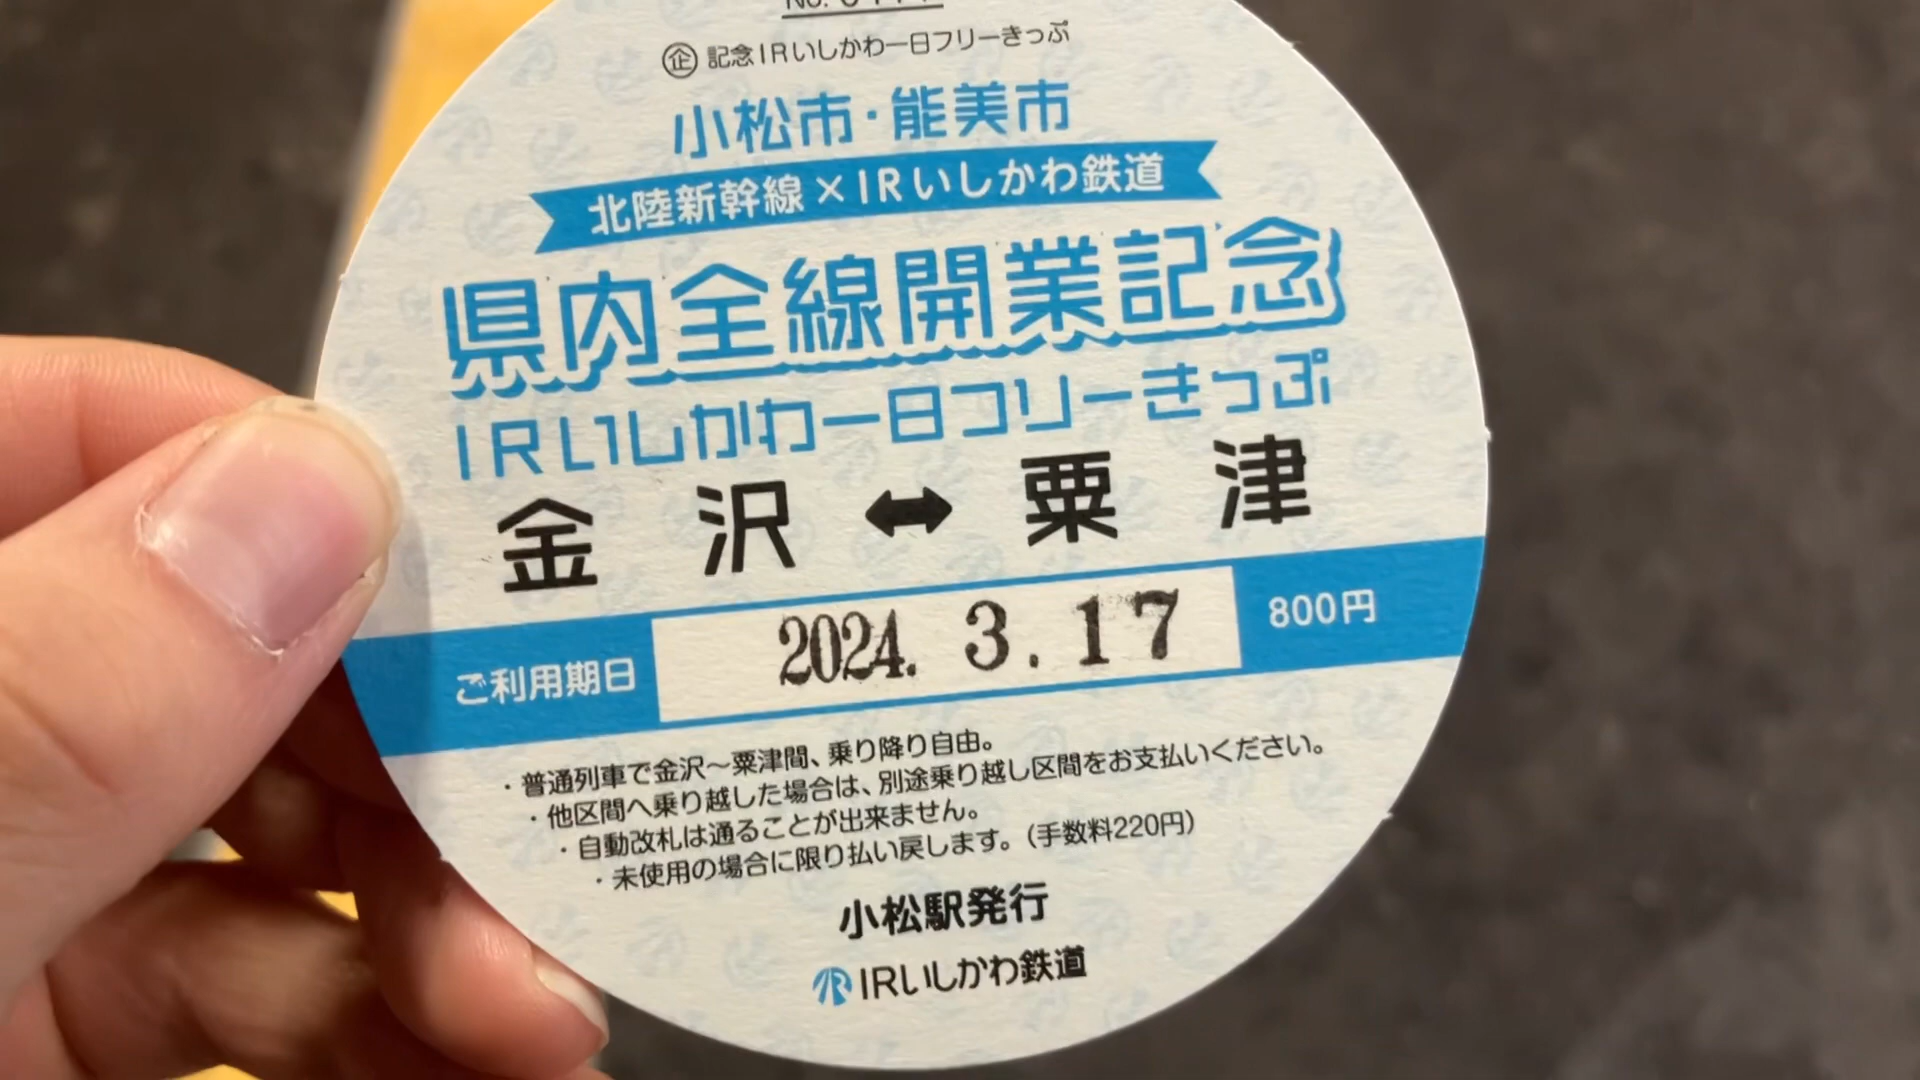 企 記念IRいしかわ一日フリーきっぷ
小松市・能美市
北陸新幹線×IRいしかわ鉄道
県内全線開業記念
IRいしかわ一日フリーきっぷ
金沢⬌粟津
ご利用期日 2024.3.17 800円
・普通列車で金沢～粟津間、乗り降り自由。
・他区間へ乗り越しした場合は、別途乗り越し区間をお支払いください。
・自動改札は通ることが出来ません。
・未使用の場合に限り払い戻します。(手数料220円)
小松駅発行
IRいしかわ鉄道